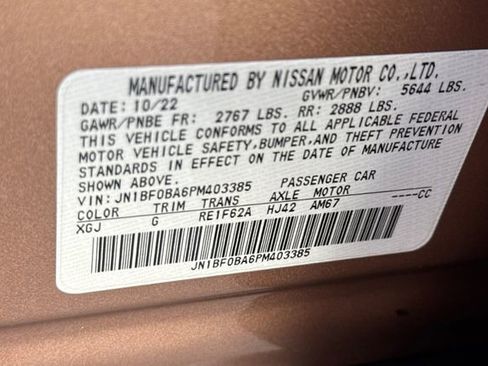 MANUFACTURED BY NISSAN MOTOR CO.,LTD.
DATE: 10/22 GVWR/PNBV: 5644 LBS.
GAWR/PNBE FR: 2767 LBS. RR: 2888 LBS.
THIS VEHICLE CONFORMS TO ALL APPLICABLE FEDERAL
MOTOR VEHICLE SAFETY,BUMPER,AND THEFT PREVENTION
STANDARDS IN EFFECT ON THE DATE OF MANUFACTURE
SHOWN ABOVE.
VIN: JN1BF0BA6PM403385 PASSENGER CAR
COLOR TRIM TRANS AXLE MOTOR ----CC
XGJ G RE1F62A HJ42 AM67
JN1BF0BA6PM403385